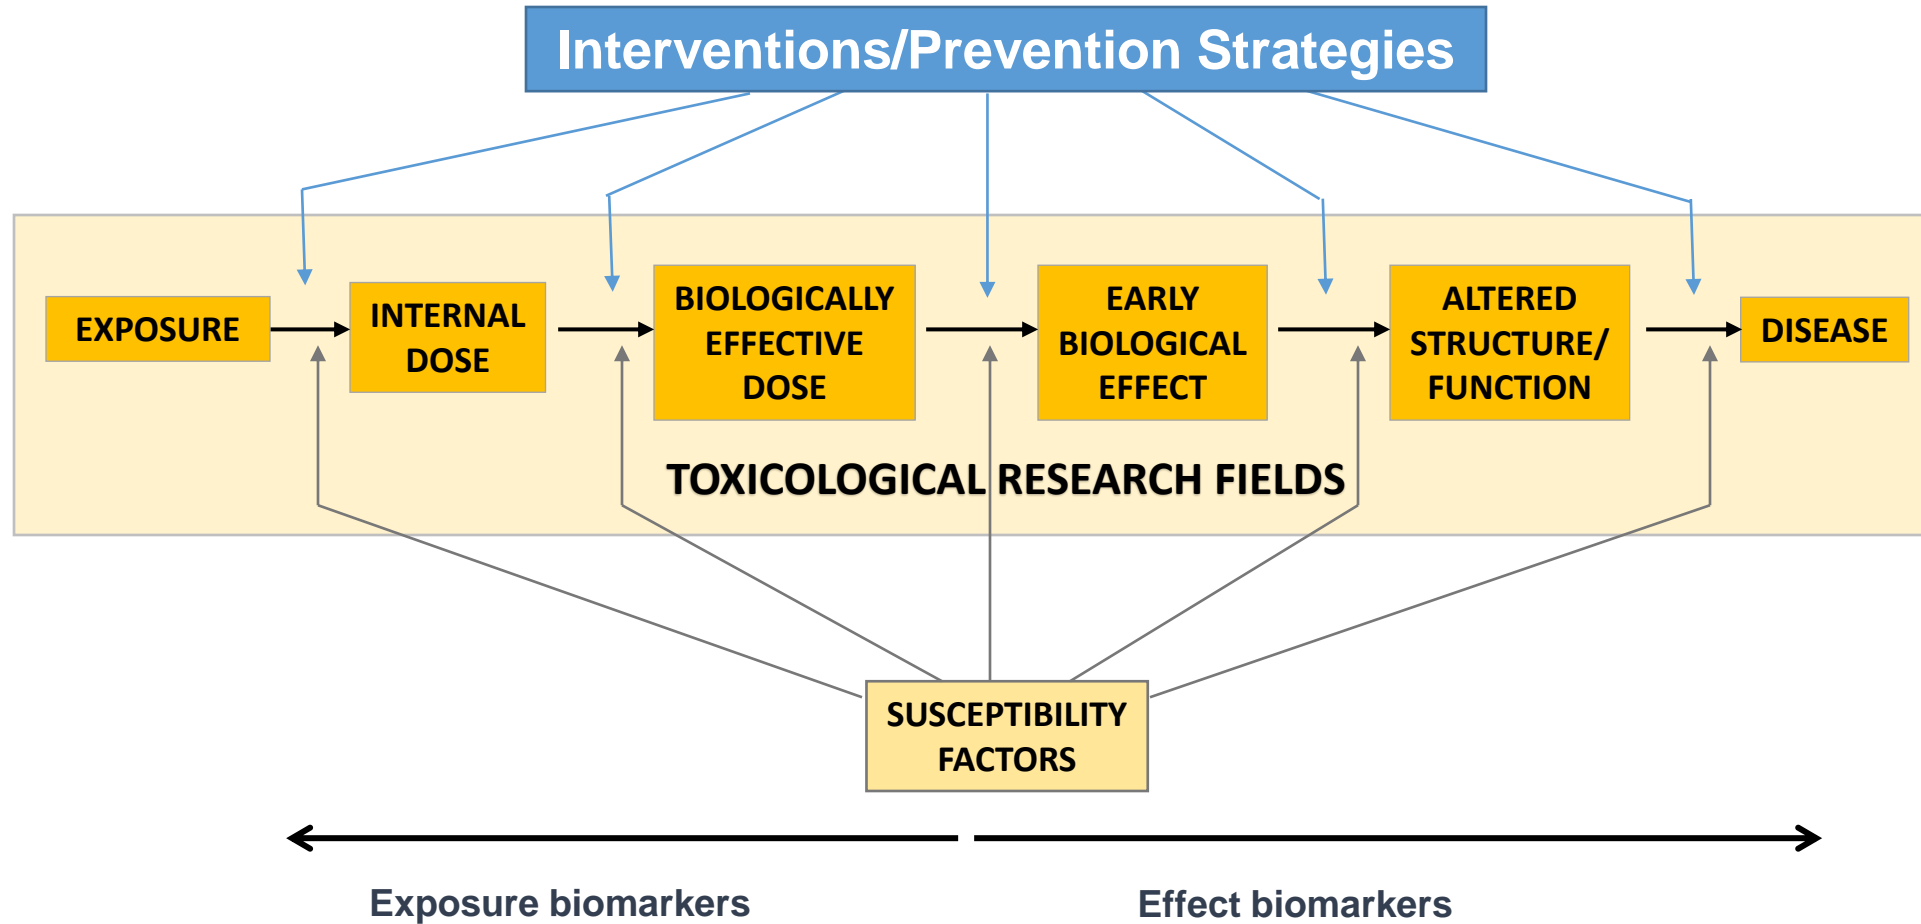 Interventions/Prevention Strategies
EXPOSURE
INTERNAL
DOSE
BIOLOGICALLY
EFFECTIVE
DOSE
EARLY
BIOLOGICAL
EFFECT
ALTERED
STRUCTURE/
FUNCTION
DISEASE
TOXICOLOGICAL RESEARCH FIELDS
SUSCEPTIBILITY
FACTORS
Exposure biomarkers
Effect biomarkers